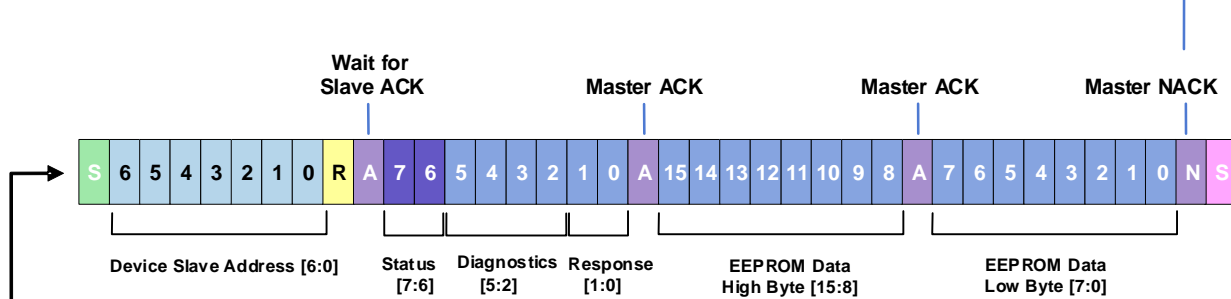 Wait for
Slave ACK
Master ACK
Master ACK
Master NACK
S 6 5 4 3 2 1 0 R A 7 6 5 4 3 2 1 0 A 15 14 13 12 11 10 9 8 A 7 6 5 4 3 2 1 0 N S
Device Slave Address [6:0]
Status
[7:6]
Diagnostics
[5:2]
Response
[1:0]
EEPROM Data
High Byte [15:8]
EEPROM Data
Low Byte [7:0]